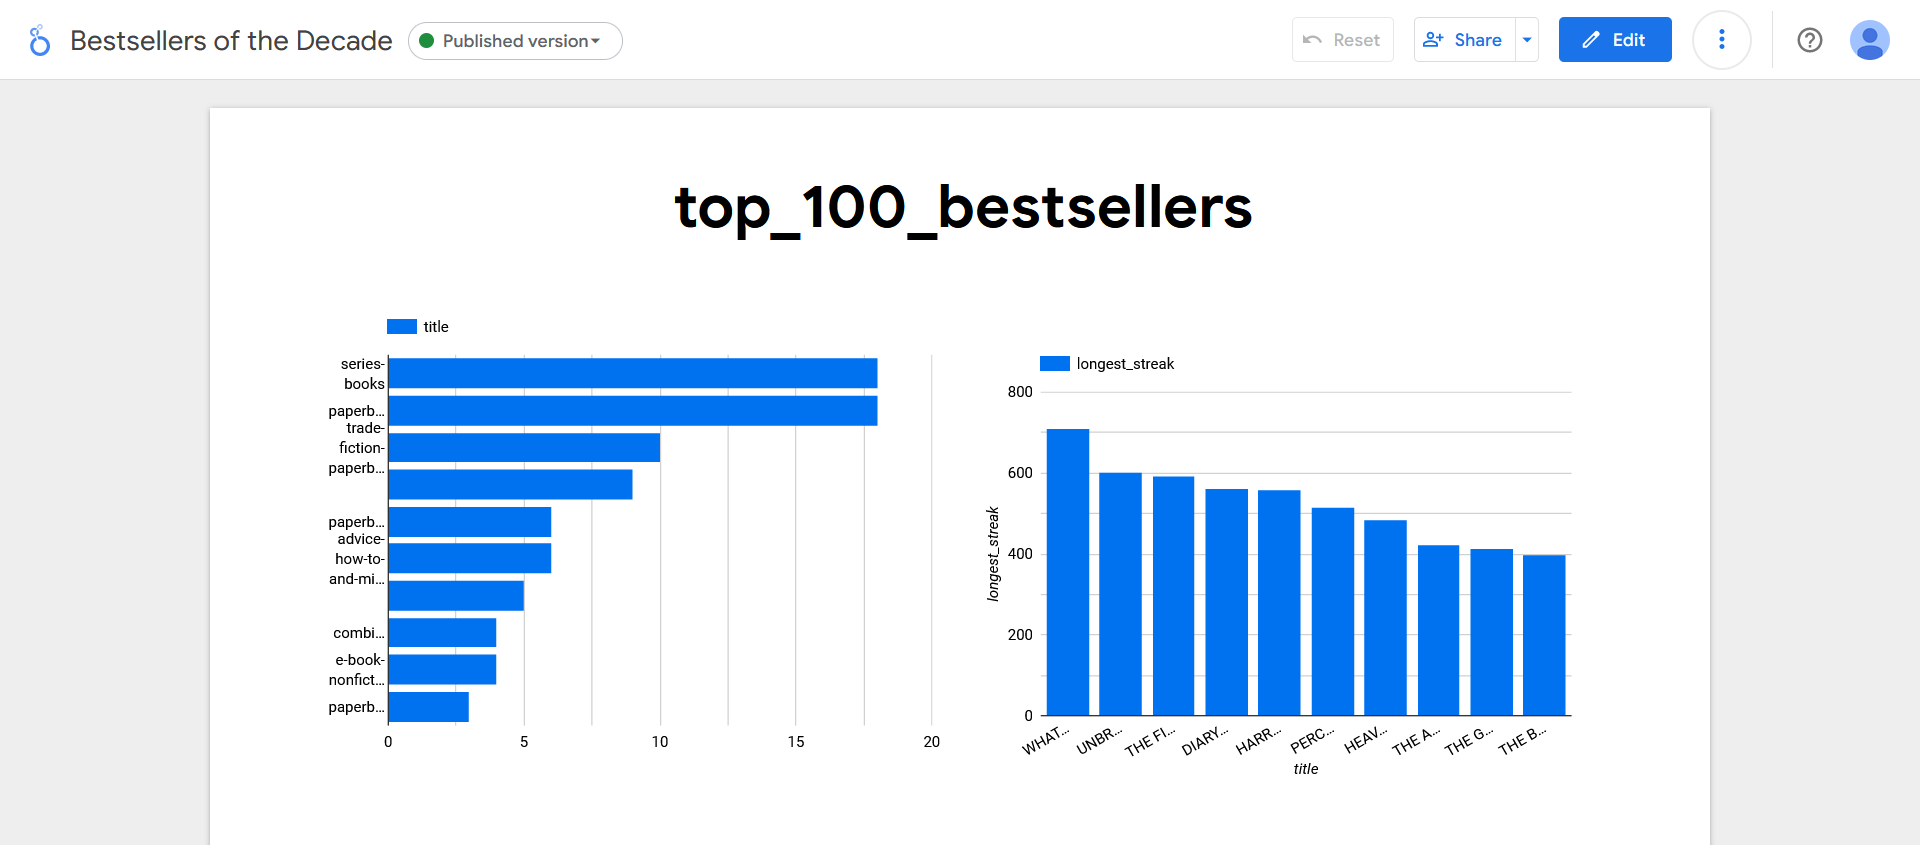 Bestsellers of the Decade
Published version
Reset
Share
Edit
top_100_bestsellers
title
series-
books
paperb...
trade-
fiction-
paperb...
paperb...
advice-
how-to-
and-mi...
combi...
e-book-
nonfict...
paperb...
0 5 10 15 20
longest_streak
800
600
400
200
0
longest_streak
WHAT... UNBR... THE FI... DIARY... HARR... PERC... HEAV... THE A... THE G... THE B...
title